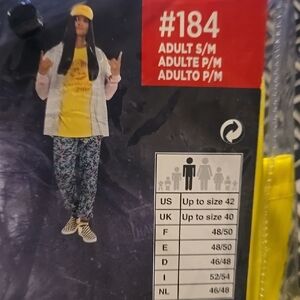 #184
ADULT S/M
ADULTE P/M
ADULTO P/M
US Up to size 42
UK Up to size 40
F 48/50
E 48/50
D 46/48
I 52/54
NL 46/48